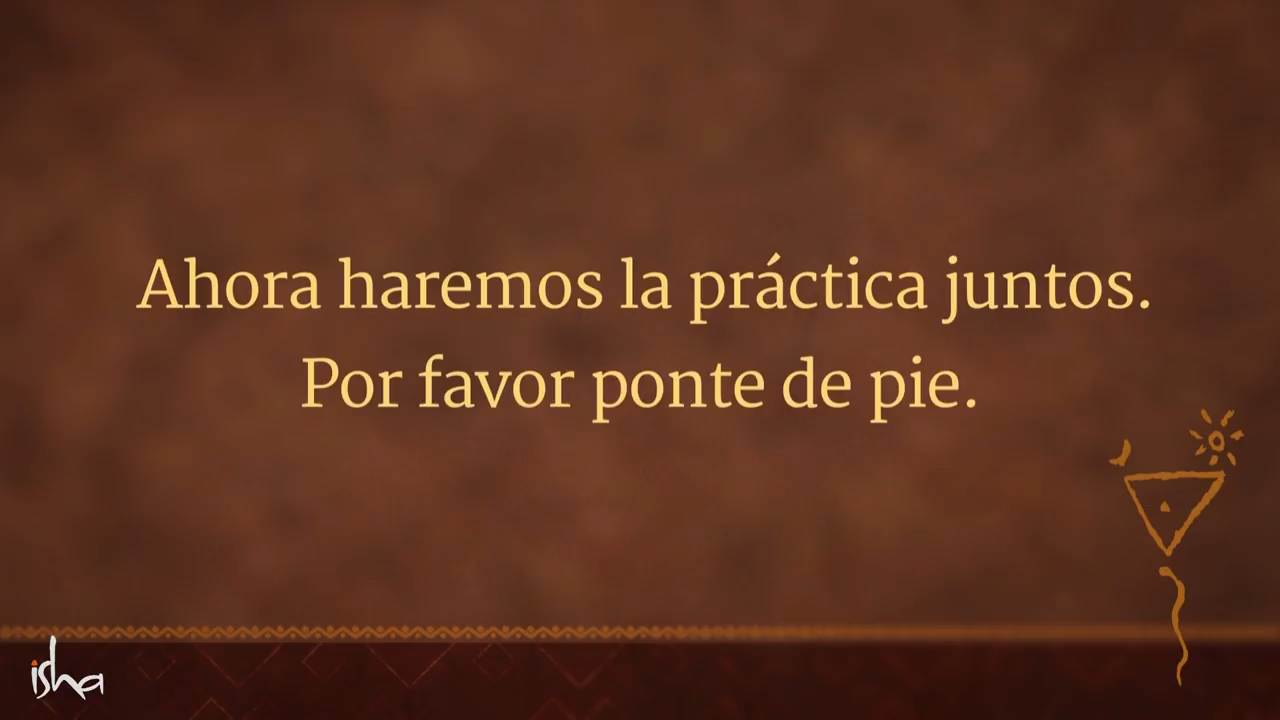 Ahora haremos la práctica juntos.
Por favor ponte de pie.
isha